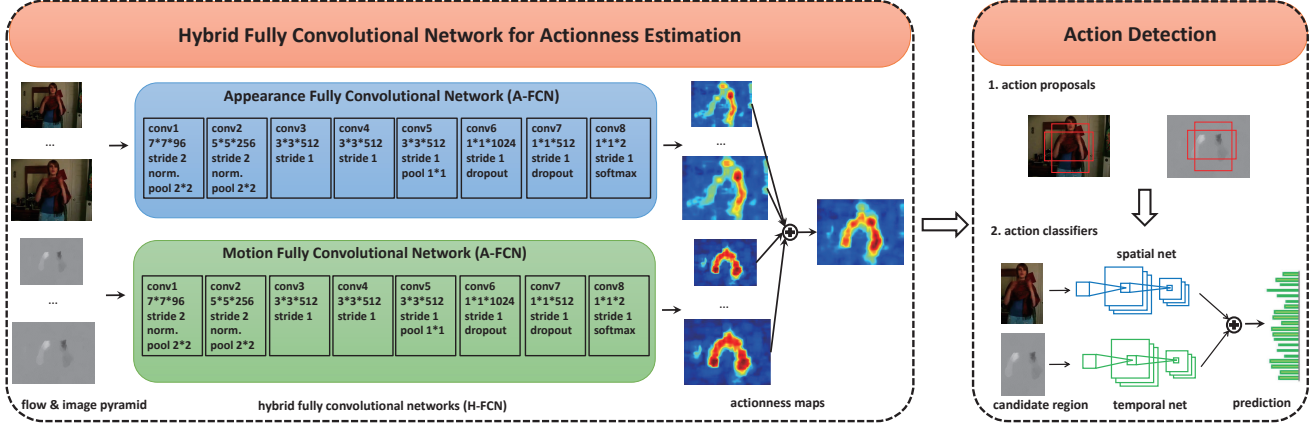 Hybrid Fully Convolutional Network for Actionness Estimation
Appearance Fully Convolutional Network (A-FCN)
conv1
7*7*96
stride 2
norm.
pool 2*2
conv2
5*5*256
stride 2
norm.
pool 2*2
conv3
3*3*512
stride 1
conv4
3*3*512
stride 1
conv5
3*3*512
stride 1
pool 1*1
conv6
1*1*1024
stride 1
dropout
conv7
1*1*512
stride 1
dropout
conv8
1*1*2
stride 1
softmax
...
...
Motion Fully Convolutional Network (A-FCN)
conv1
7*7*96
stride 2
norm.
pool 2*2
conv2
5*5*256
stride 2
norm.
pool 2*2
conv3
3*3*512
stride 1
conv4
3*3*512
stride 1
conv5
3*3*512
stride 1
pool 1*1
conv6
1*1*1024
stride 1
dropout
conv7
1*1*512
stride 1
dropout
conv8
1*1*2
stride 1
softmax
...
...
flow & image pyramid
hybrid fully convolutional networks (H-FCN)
actionness maps
Action Detection
1. action proposals
2. action classifiers
spatial net
candidate region
temporal net
prediction